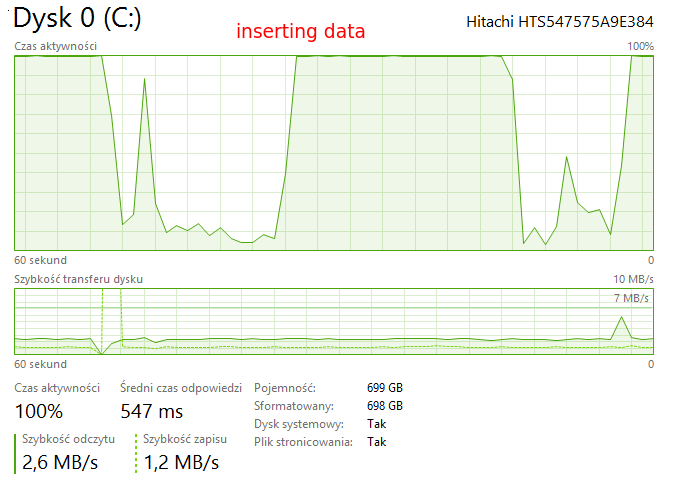 Dysk 0 (C:)
inserting data
Hitachi HTS547575A9E384
Czas aktywności
100%
60 sekund
0
Szybkość transferu dysku
10 MB/s
7 MB/s
60 sekund
0
Czas aktywności
100%
Średni czas odpowiedzi
547 ms
Szybkość odczytu
2,6 MB/s
Szybkość zapisu
1,2 MB/s
Pojemność: 699 GB
Sformatowany: 698 GB
Dysk systemowy: Tak
Plik stronicowania: Tak